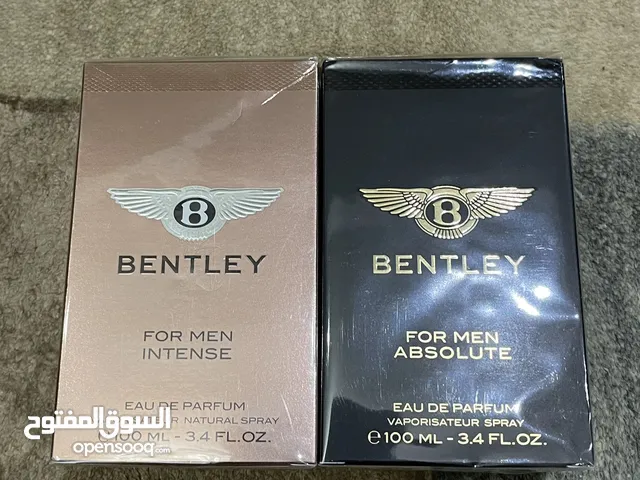 B
BENTLEY
FOR MEN
INTENSE
EAU DE PARFUM
NATURAL SPRAY
100 ML - 3.4 FL.OZ.
B
BENTLEY
FOR MEN
ABSOLUTE
EAU DE PARFUM
VAPORISATEUR SPRAY
e 100 ML - 3.4 FL.OZ.
السوق المفتوح
opensooq.com